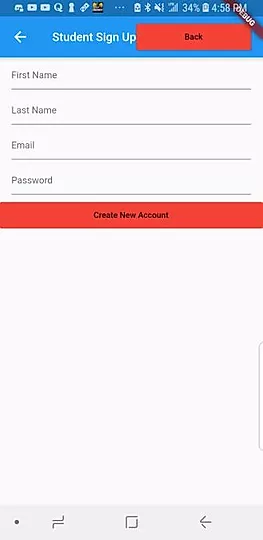 34% 4:58 PM
DEBUG
Student Sign Up
Back
First Name
Last Name
Email
Password
Create New Account